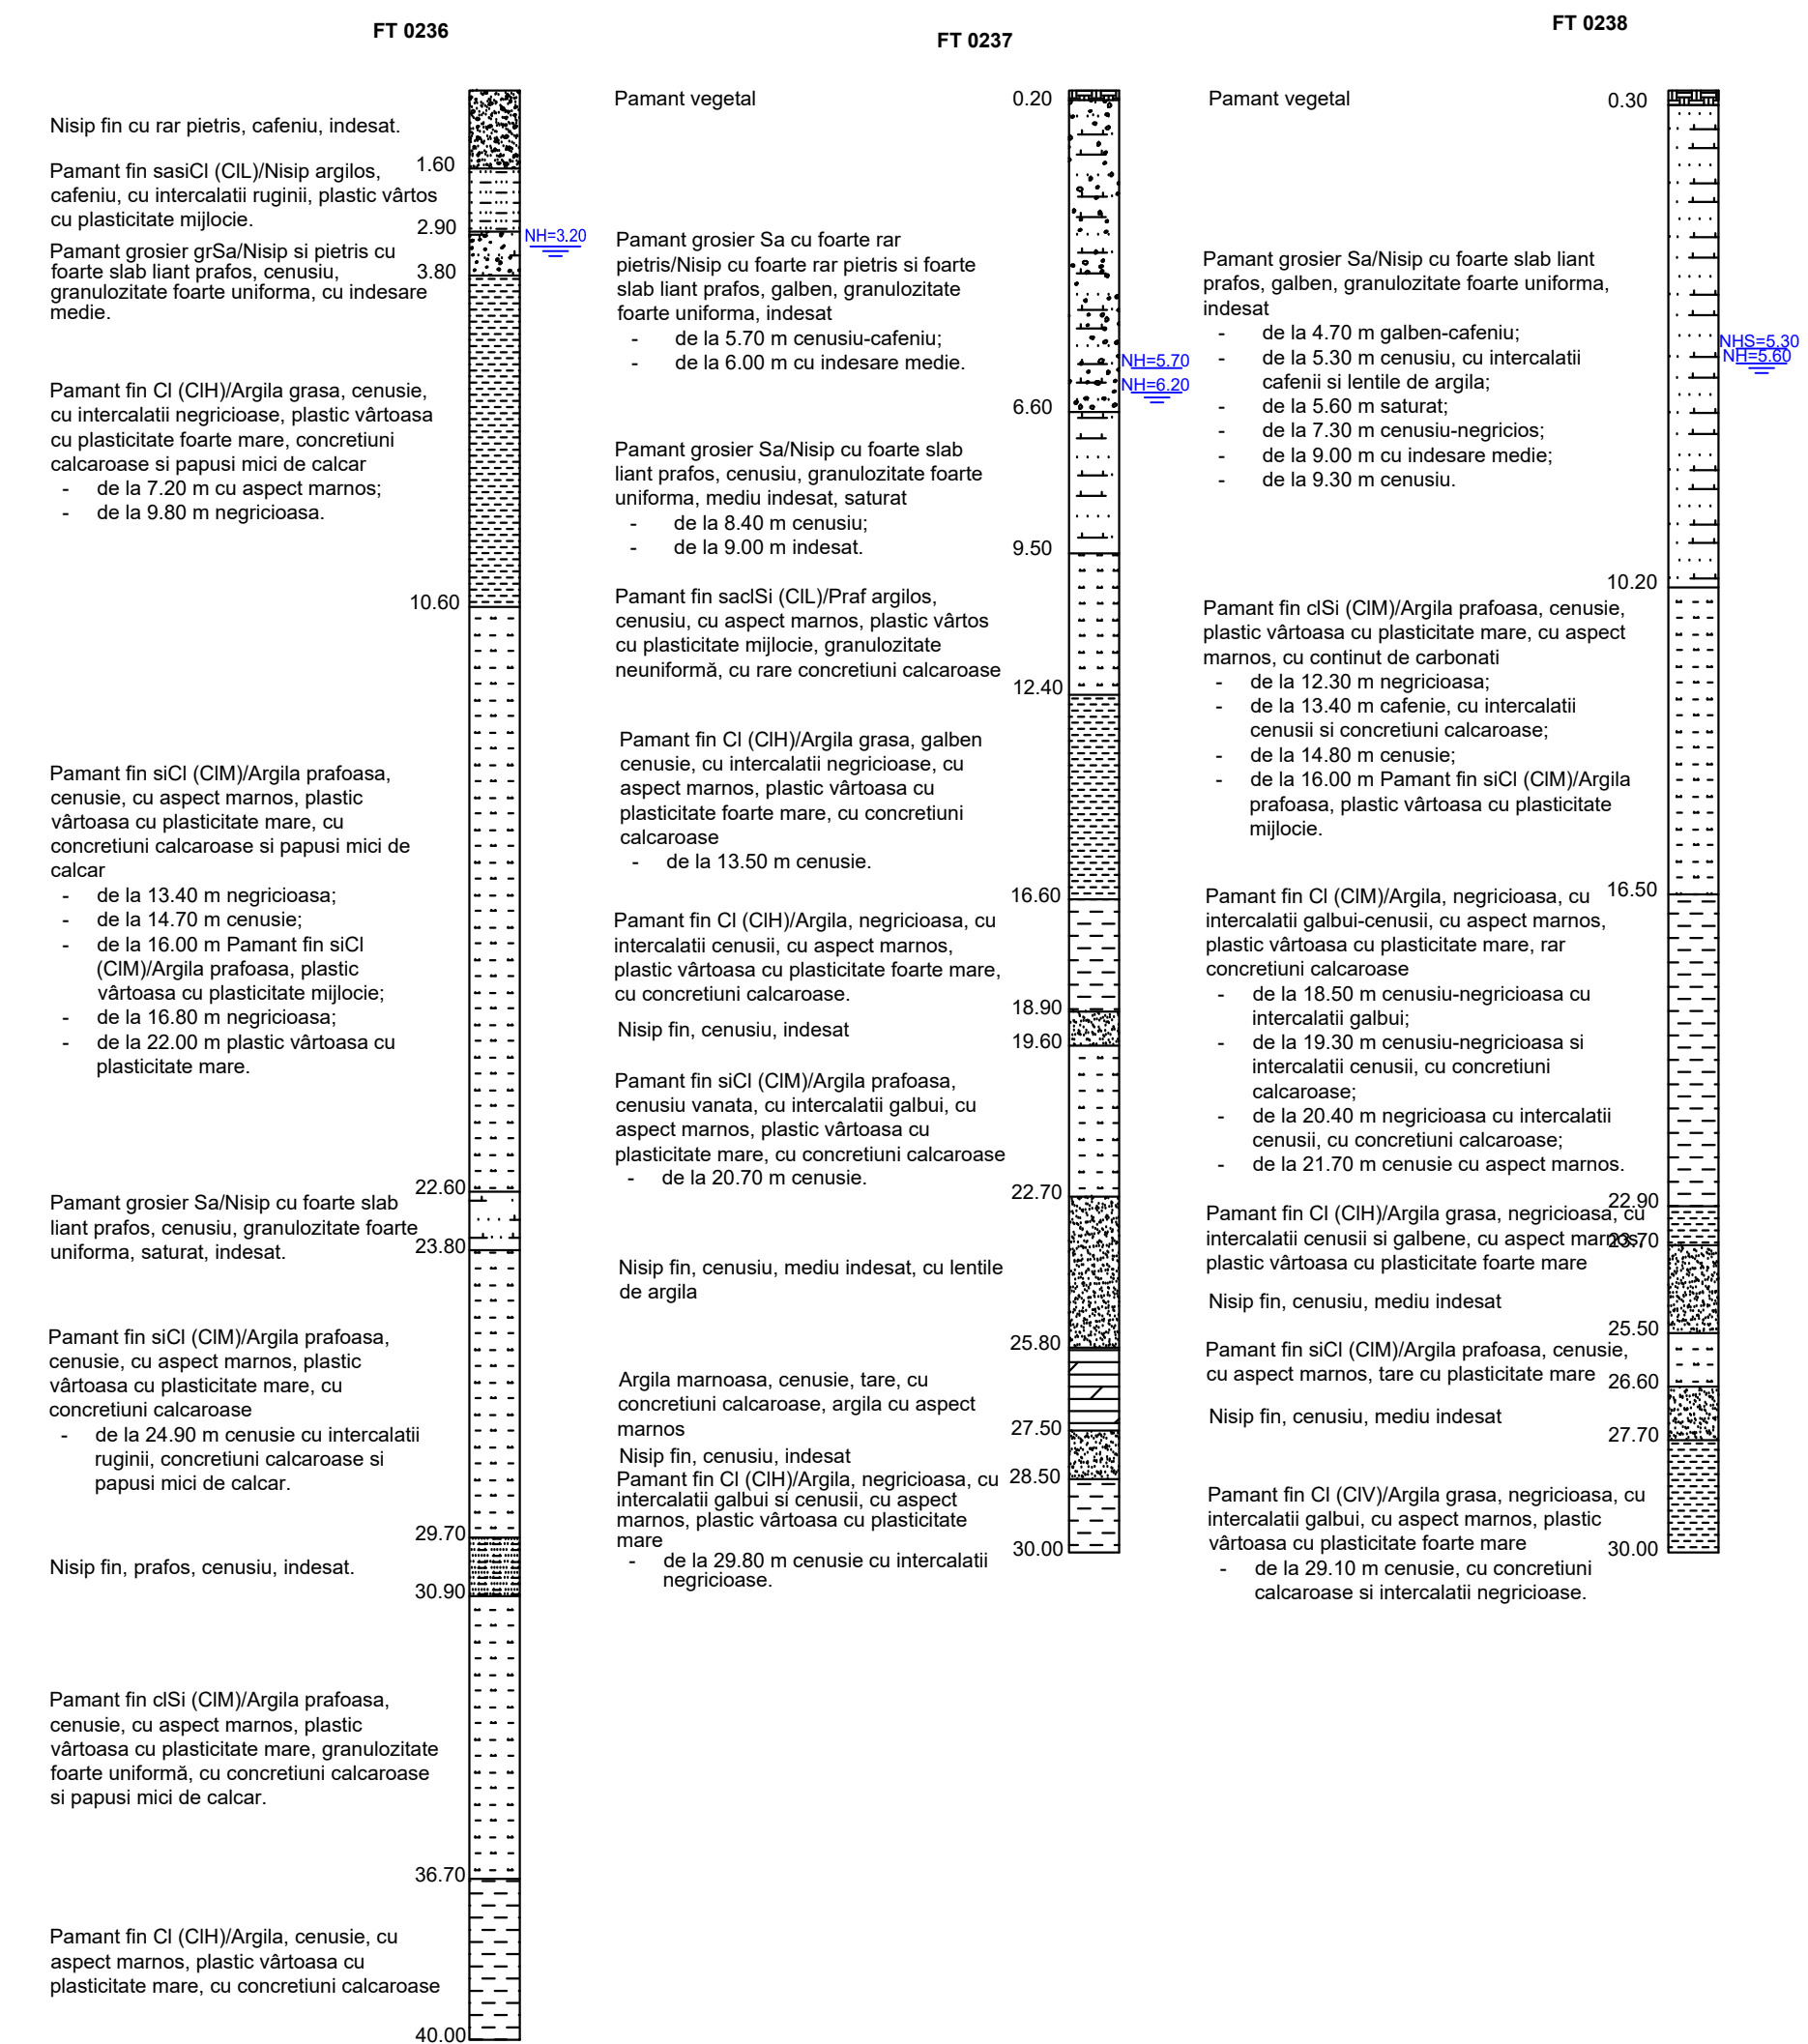 FT 0236
Nisip fin cu rar pietris, cafeniu, indesat.
1.60
Pamant fin sasiCl (ClL)/Nisip argilos,
cafeniu, cu intercalatii ruginii, plastic vârtos
cu plasticitate mijlocie.
2.90
NH=3.20
Pamant grosier grSa/Nisip si pietris cu
foarte slab liant prafos, cenusiu,
3.80
granulozitate foarte uniforma, cu indesare
medie.
Pamant fin Cl (ClH)/Argila grasa, cenusie,
cu intercalatii negricioase, plastic vârtoasa
cu plasticitate foarte mare, concretiuni
calcaroase si papusi mici de calcar
- de la 7.20 m cu aspect marnos;
- de la 9.80 m negricioasa.
10.60
Pamant fin siCl (ClM)/Argila prafoasa,
cenusie, cu aspect marnos, plastic
vârtoasa cu plasticitate mare, cu
concretiuni calcaroase si papusi mici de
calcar
- de la 13.40 m negricioasa;
- de la 14.70 m cenusie;
- de la 16.00 m Pamant fin siCl
(ClM)/Argila prafoasa, plastic
vârtoasa cu plasticitate mijlocie;
- de la 16.80 m negricioasa;
- de la 22.00 m plastic vârtoasa cu
plasticitate mare.
22.60
Pamant grosier Sa/Nisip cu foarte slab
liant prafos, cenusiu, granulozitate foarte
uniforma, saturat, indesat.
23.80
Pamant fin siCl (ClM)/Argila prafoasa,
cenusie, cu aspect marnos, plastic
vârtoasa cu plasticitate mare, cu
concretiuni calcaroase
- de la 24.90 m cenusie cu intercalatii
ruginii, concretiuni calcaroase si
papusi mici de calcar.
29.70
Nisip fin, prafos, cenusiu, indesat.
30.90
Pamant fin clSi (ClM)/Argila prafoasa,
cenusie, cu aspect marnos, plastic
vârtoasa cu plasticitate mare, granulozitate
foarte uniformă, cu concretiuni calcaroase
si papusi mici de calcar.
36.70
Pamant fin Cl (ClH)/Argila, cenusie, cu
aspect marnos, plastic vârtoasa cu
plasticitate mare, cu concretiuni calcaroase
40.00
FT 0237
Pamant vegetal
0.20
Pamant grosier Sa cu foarte rar
pietris/Nisip cu foarte rar pietris si foarte
slab liant prafos, galben, granulozitate
foarte uniforma, indesat
- de la 5.70 m cenusiu-cafeniu;
- de la 6.00 m cu indesare medie.
NH=5.70
NH=6.20
6.60
Pamant grosier Sa/Nisip cu foarte slab
liant prafos, cenusiu, granulozitate foarte
uniforma, mediu indesat, saturat
- de la 8.40 m cenusiu;
- de la 9.00 m indesat.
9.50
Pamant fin saclSi (ClL)/Praf argilos,
cenusiu, cu aspect marnos, plastic vârtos
cu plasticitate mijlocie, granulozitate
neuniformă, cu rare concretiuni calcaroase
12.40
Pamant fin Cl (ClH)/Argila grasa, galben
cenusie, cu intercalatii negricioase, cu
aspect marnos, plastic vârtoasa cu
plasticitate foarte mare, cu concretiuni
calcaroase
- de la 13.50 m cenusie.
16.60
Pamant fin Cl (ClH)/Argila, negricioasa, cu
intercalatii cenusii, cu aspect marnos,
plastic vârtoasa cu plasticitate foarte mare,
cu concretiuni calcaroase.
18.90
Nisip fin, cenusiu, indesat
19.60
Pamant fin siCl (ClM)/Argila prafoasa,
cenusiu vanata, cu intercalatii galbui, cu
aspect marnos, plastic vârtoasa cu
plasticitate mare, cu concretiuni calcaroase
- de la 20.70 m cenusie.
22.70
Nisip fin, cenusiu, mediu indesat, cu lentile
de argila
25.80
Argila marnoasa, cenusie, tare, cu
concretiuni calcaroase, argila cu aspect
marnos
27.50
Nisip fin, cenusiu, indesat
28.50
Pamant fin Cl (ClH)/Argila, negricioasa, cu
intercalatii galbui si cenusii, cu aspect
marnos, plastic vârtoasa cu plasticitate
mare
- de la 29.80 m cenusie cu intercalatii
negricioase.
30.00
FT 0238
Pamant vegetal
0.30
Pamant grosier Sa/Nisip cu foarte slab liant
prafos, galben, granulozitate foarte uniforma,
indesat
- de la 4.70 m galben-cafeniu;
- de la 5.30 m cenusiu, cu intercalatii
cafenii si lentile de argila;
- de la 5.60 m saturat;
- de la 7.30 m cenusiu-negricios;
- de la 9.00 m cu indesare medie;
- de la 9.30 m cenusiu.
NHS=5.30
NH=5.60
10.20
Pamant fin clSi (ClM)/Argila prafoasa, cenusie,
plastic vârtoasa cu plasticitate mare, cu aspect
marnos, cu continut de carbonati
- de la 12.30 m negricioasa;
- de la 13.40 m cafenie, cu intercalatii
cenusii si concretiuni calcaroase;
- de la 14.80 m cenusie;
- de la 16.00 m Pamant fin siCl (ClM)/Argila
prafoasa, plastic vârtoasa cu plasticitate
mijlocie.
16.50
Pamant fin Cl (ClM)/Argila, negricioasa, cu
intercalatii galbui-cenusii, cu aspect marnos,
plastic vârtoasa cu plasticitate mare, rar
concretiuni calcaroase
- de la 18.50 m cenusiu-negricioasa cu
intercalatii galbui;
- de la 19.30 m cenusiu-negricioasa si
intercalatii cenusii, cu concretiuni
calcaroase;
- de la 20.40 m negricioasa cu intercalatii
cenusii, cu concretiuni calcaroase;
- de la 21.70 m cenusie cu aspect marnos.
22.90
Pamant fin Cl (ClH)/Argila grasa, negricioasa, cu
intercalatii cenusii si galbene, cu aspect marnos,
plastic vârtoasa cu plasticitate foarte mare
23.70
Nisip fin, cenusiu, mediu indesat
25.50
Pamant fin siCl (ClM)/Argila prafoasa, cenusie,
cu aspect marnos, tare cu plasticitate mare
26.60
Nisip fin, cenusiu, mediu indesat
27.70
Pamant fin Cl (ClV)/Argila grasa, negricioasa, cu
intercalatii galbui, cu aspect marnos, plastic
vârtoasa cu plasticitate foarte mare
30.00
- de la 29.10 m cenusie, cu concretiuni
calcaroase si intercalatii negricioase.